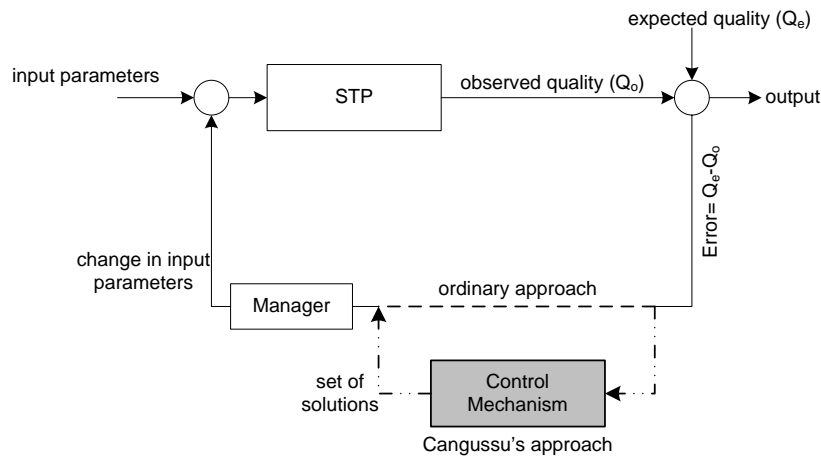 expected quality (Qₑ)
input parameters
STP
observed quality (Qₒ)
output
Error= Qₑ-Qₒ
change in input
parameters
Manager
ordinary approach
set of
solutions
Control
Mechanism
Cangussu's approach